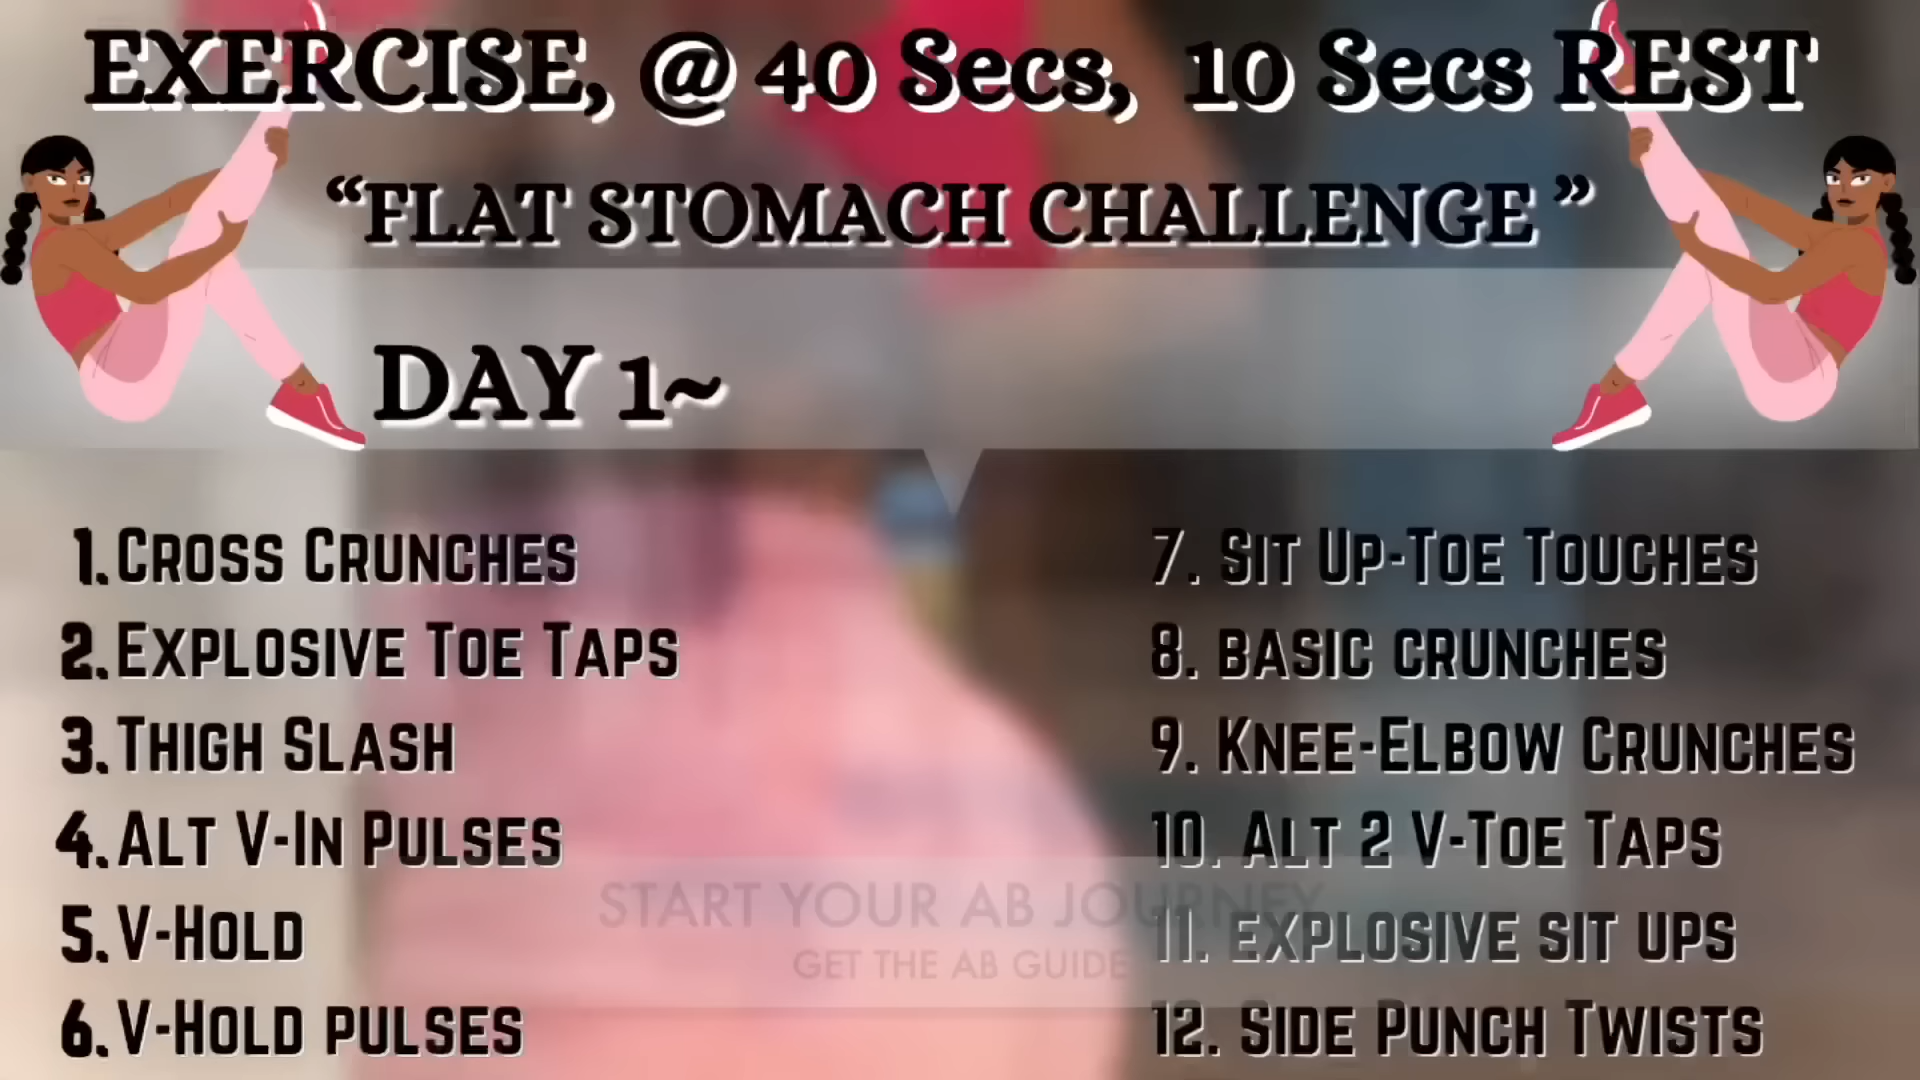 EXERCISE, @ 40 Secs, 10 Secs REST
“FLAT STOMACH CHALLENGE ”
DAY 1~
1. CROSS CRUNCHES
2. EXPLOSIVE TOE TAPS
3. THIGH SLASH
4. ALT V-IN PULSES
5. V-HOLD
6. V-HOLD PULSES
7. SIT UP-TOE TOUCHES
8. BASIC CRUNCHES
9. KNEE-ELBOW CRUNCHES
10. ALT 2 V-TOE TAPS
11. EXPLOSIVE SIT UPS
12. SIDE PUNCH TWISTS
START YOUR AB JOURNEY
GET THE AB GUIDE